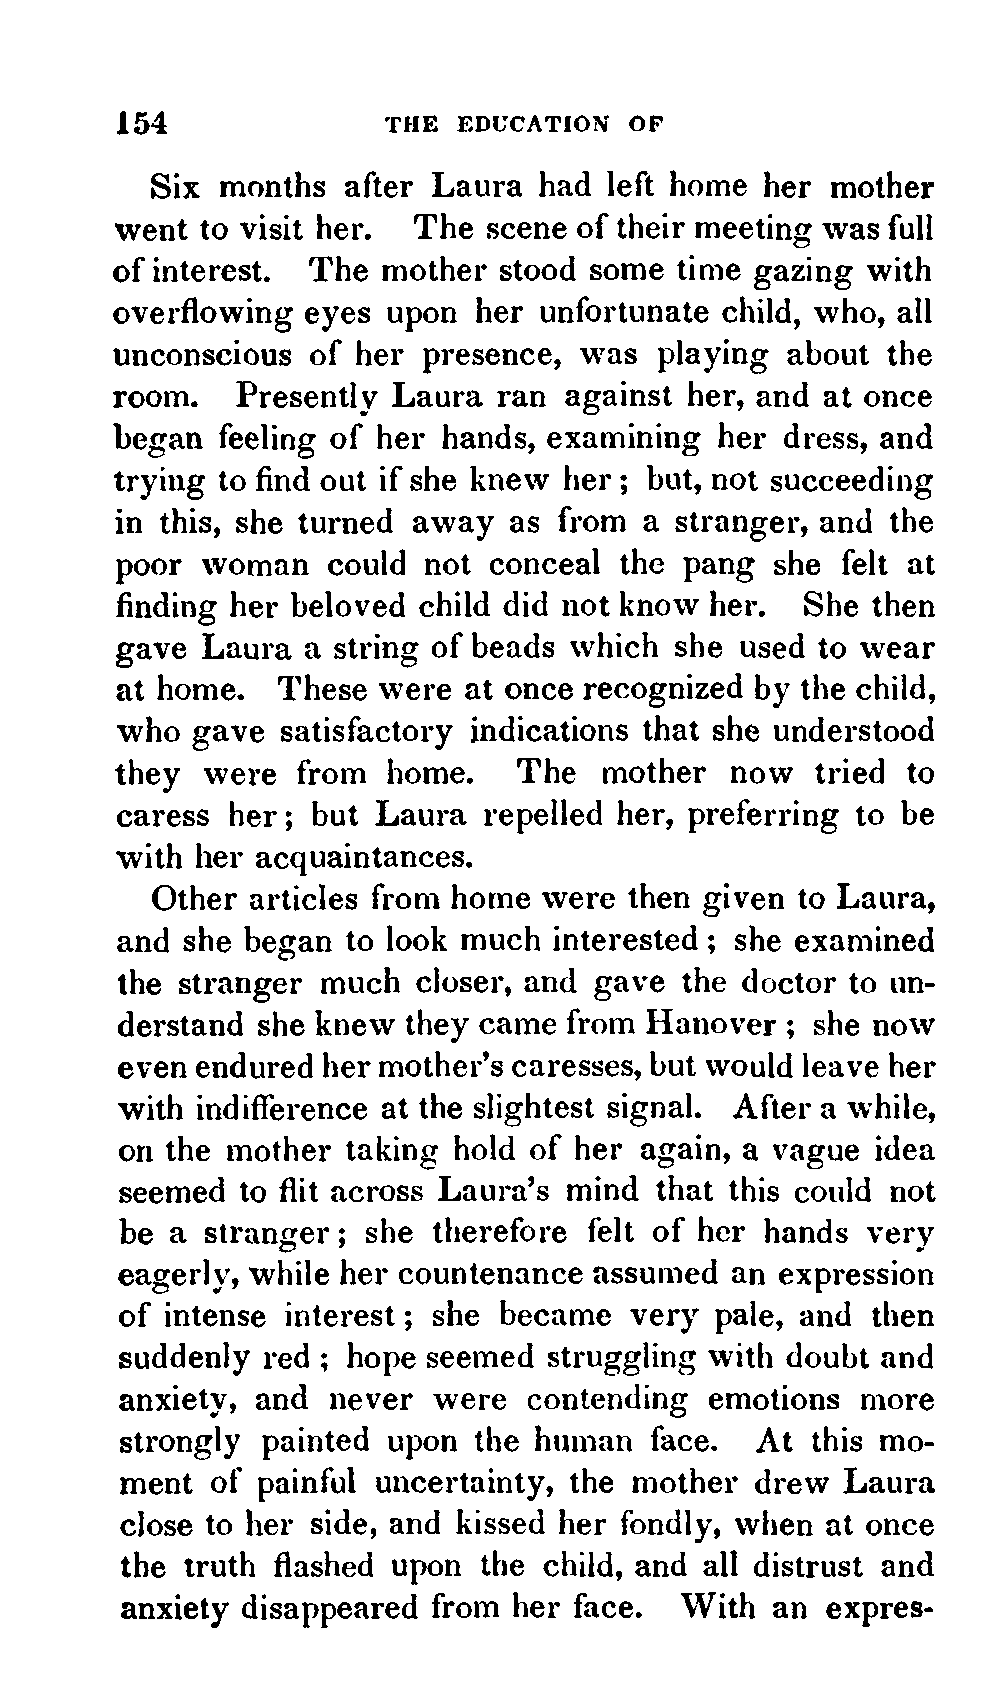 154 THE EDUCATION OF
Six months after Laura had left home her mother
went to visit her. The scene of their meeting was full
of interest. The mother stood some time gazing with
overflowing eyes upon her unfortunate child, who, all
unconscious of her presence, was playing about the
room. Presently Laura ran against her, and at once
began feeling of her hands, examining her dress, and
trying to find out if she knew her ; but, not succeeding
in this, she turned away as from a stranger, and the
poor woman could not conceal the pang she felt at
finding her beloved child did not know her. She then
gave Laura a string of beads which she used to wear
at home. These were at once recognized by the child,
who gave satisfactory indications that she understood
they were from home. The mother now tried to
caress her ; but Laura repelled her, preferring to be
with her acquaintances.
Other articles from home were then given to Laura,
and she began to look much interested ; she examined
the stranger much closer, and gave the doctor to un-
derstand she knew they came from Hanover ; she now
even endured her mother's caresses, but would leave her
with indifference at the slightest signal. After a while,
on the mother taking hold of her again, a vague idea
seemed to flit across Laura's mind that this could not
be a stranger ; she therefore felt of her hands very
eagerly, while her countenance assumed an expression
of intense interest ; she became very pale, and then
suddenly red ; hope seemed struggling with doubt and
anxiety, and never were contending emotions more
strongly painted upon the human face. At this mo-
ment of painful uncertainty, the mother drew Laura
close to her side, and kissed her fondly, when at once
the truth flashed upon the child, and all distrust and
anxiety disappeared from her face. With an expres-